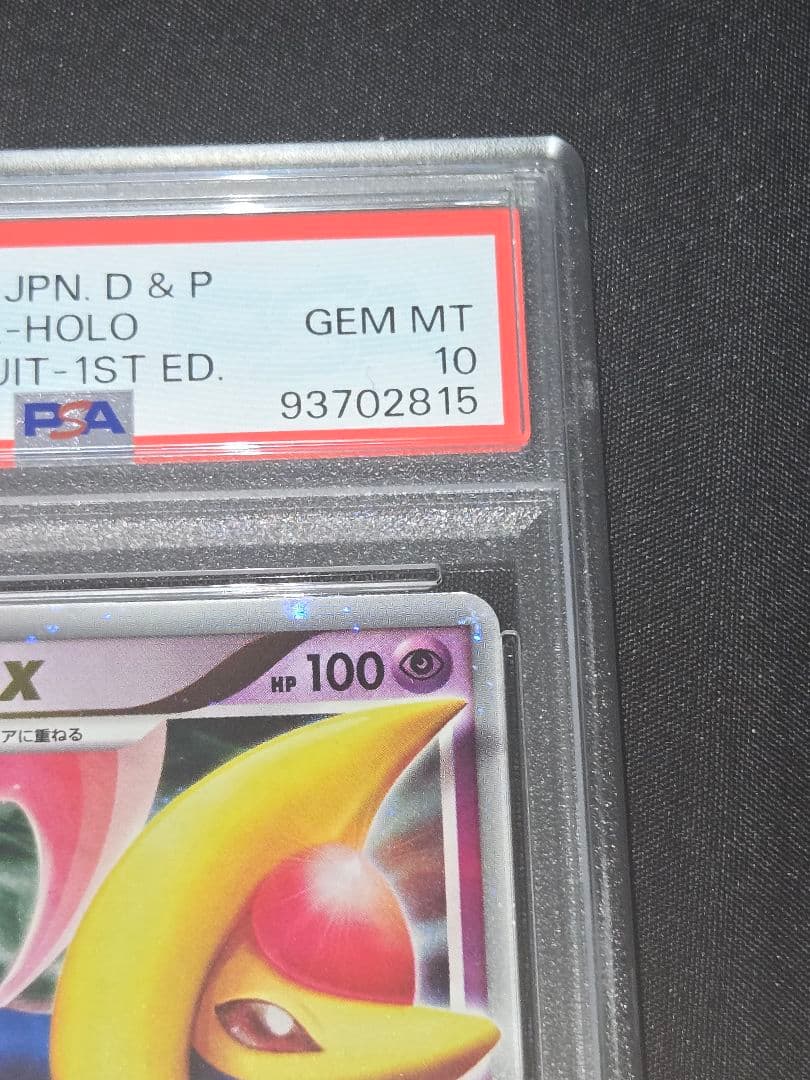 JPN. D & P
-HOLO
GEM MT
UIT-1ST ED.
10
PSA
93702815
X
HP 100
アに重ねる